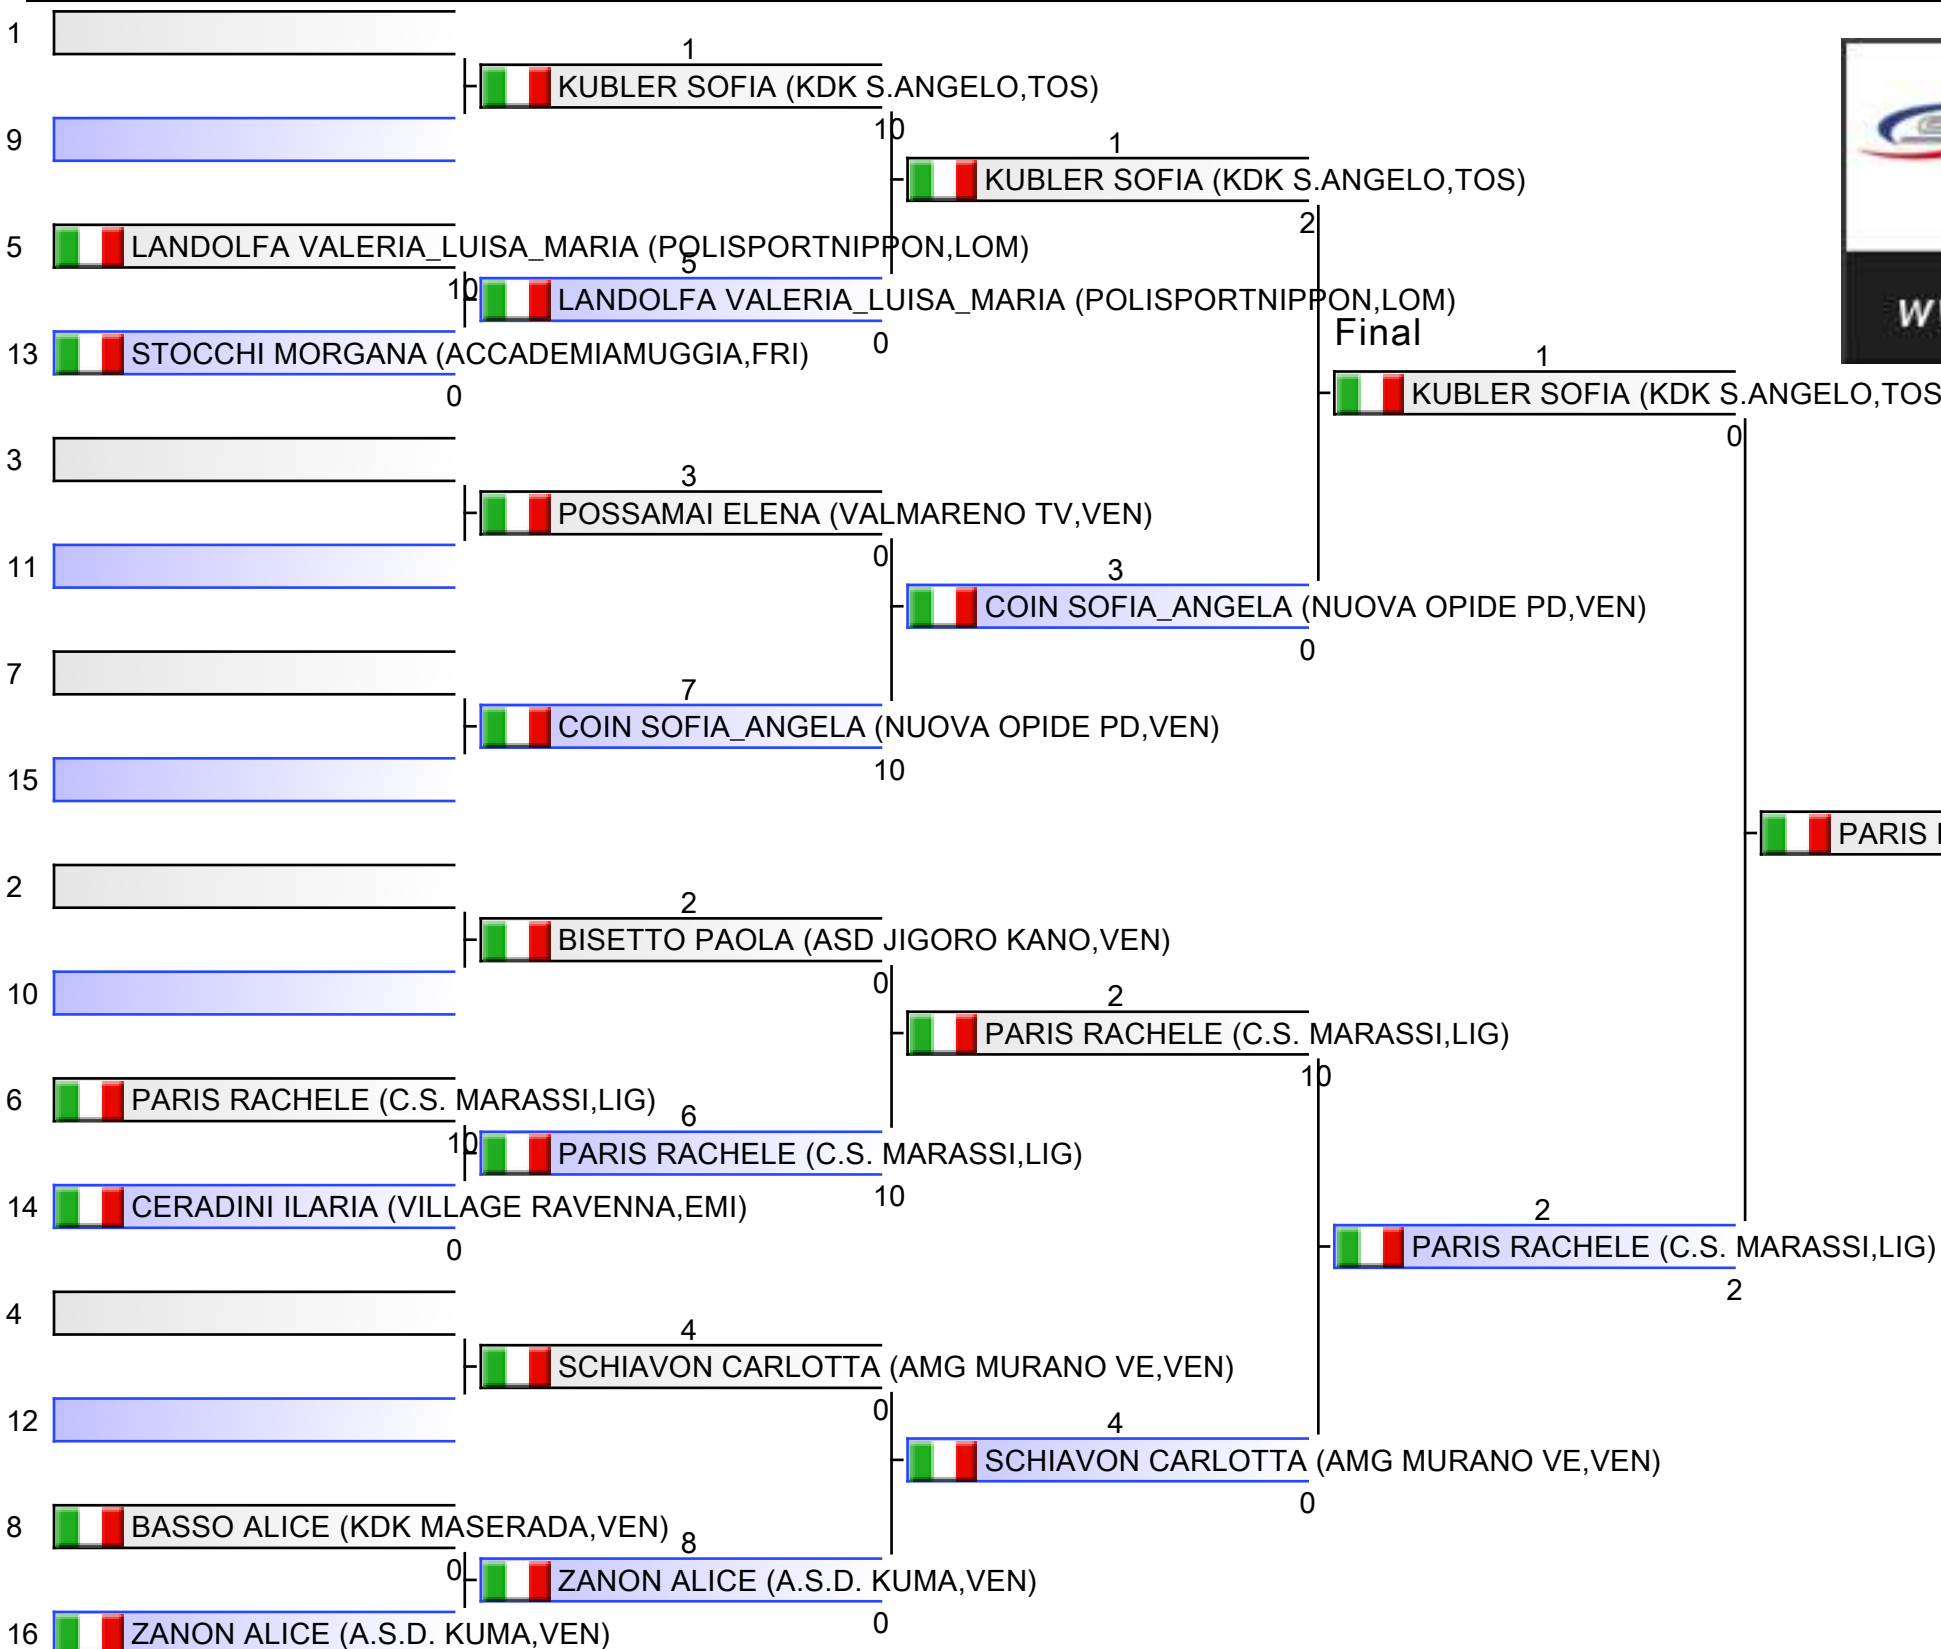 1
1
KUBLER SOFIA (KDK S.ANGELO,TOS)
10
9
1
KUBLER SOFIA (KDK S.ANGELO,TOS)
2
5
LANDOLFA VALERIA_LUISA_MARIA (POLISPORTNIPPON,LOM)
10
5
LANDOLFA VALERIA_LUISA_MARIA (POLISPORTNIPPON,LOM)
0
13
STOCCHI MORGANA (ACCADEMIAMUGGIA,FRI)
0
Final
1
KUBLER SOFIA (KDK S.ANGELO,TOS
0
3
3
POSSAMAI ELENA (VALMARENO TV,VEN)
0
11
3
COIN SOFIA_ANGELA (NUOVA OPIDE PD,VEN)
0
7
7
COIN SOFIA_ANGELA (NUOVA OPIDE PD,VEN)
10
15
PARIS
2
2
BISETTO PAOLA (ASD JIGORO KANO,VEN)
0
10
2
PARIS RACHELE (C.S. MARASSI,LIG)
10
6
PARIS RACHELE (C.S. MARASSI,LIG)
10
6
PARIS RACHELE (C.S. MARASSI,LIG)
10
14
CERADINI ILARIA (VILLAGE RAVENNA,EMI)
0
2
PARIS RACHELE (C.S. MARASSI,LIG)
2
4
4
SCHIAVON CARLOTTA (AMG MURANO VE,VEN)
0
12
4
SCHIAVON CARLOTTA (AMG MURANO VE,VEN)
0
8
BASSO ALICE (KDK MASERADA,VEN)
0
8
ZANON ALICE (A.S.D. KUMA,VEN)
0
16
ZANON ALICE (A.S.D. KUMA,VEN)